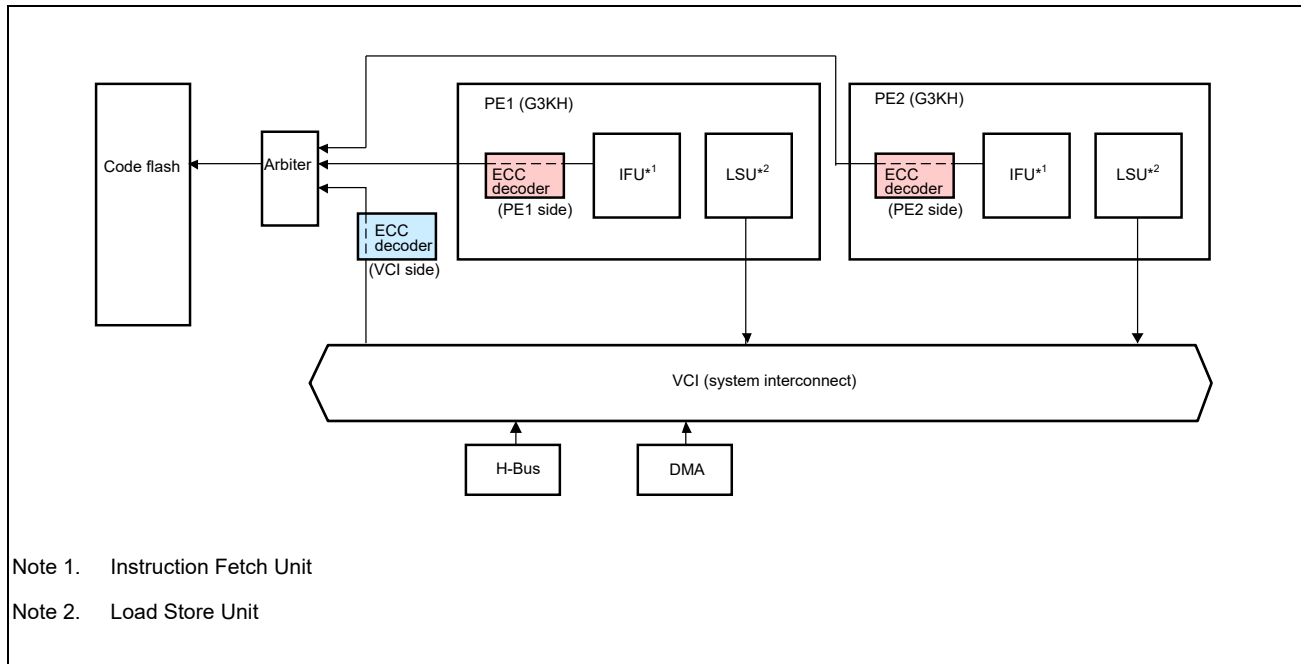 PE1 (G3KH)
PE2 (G3KH)
Code flash
Arbiter
ECC
decoder
(PE1 side)
IFU*1
LSU*2
ECC
decoder
(PE2 side)
IFU*1
LSU*2
ECC
decoder
(VCI side)
VCI (system interconnect)
H-Bus
DMA
Note 1. Instruction Fetch Unit
Note 2. Load Store Unit